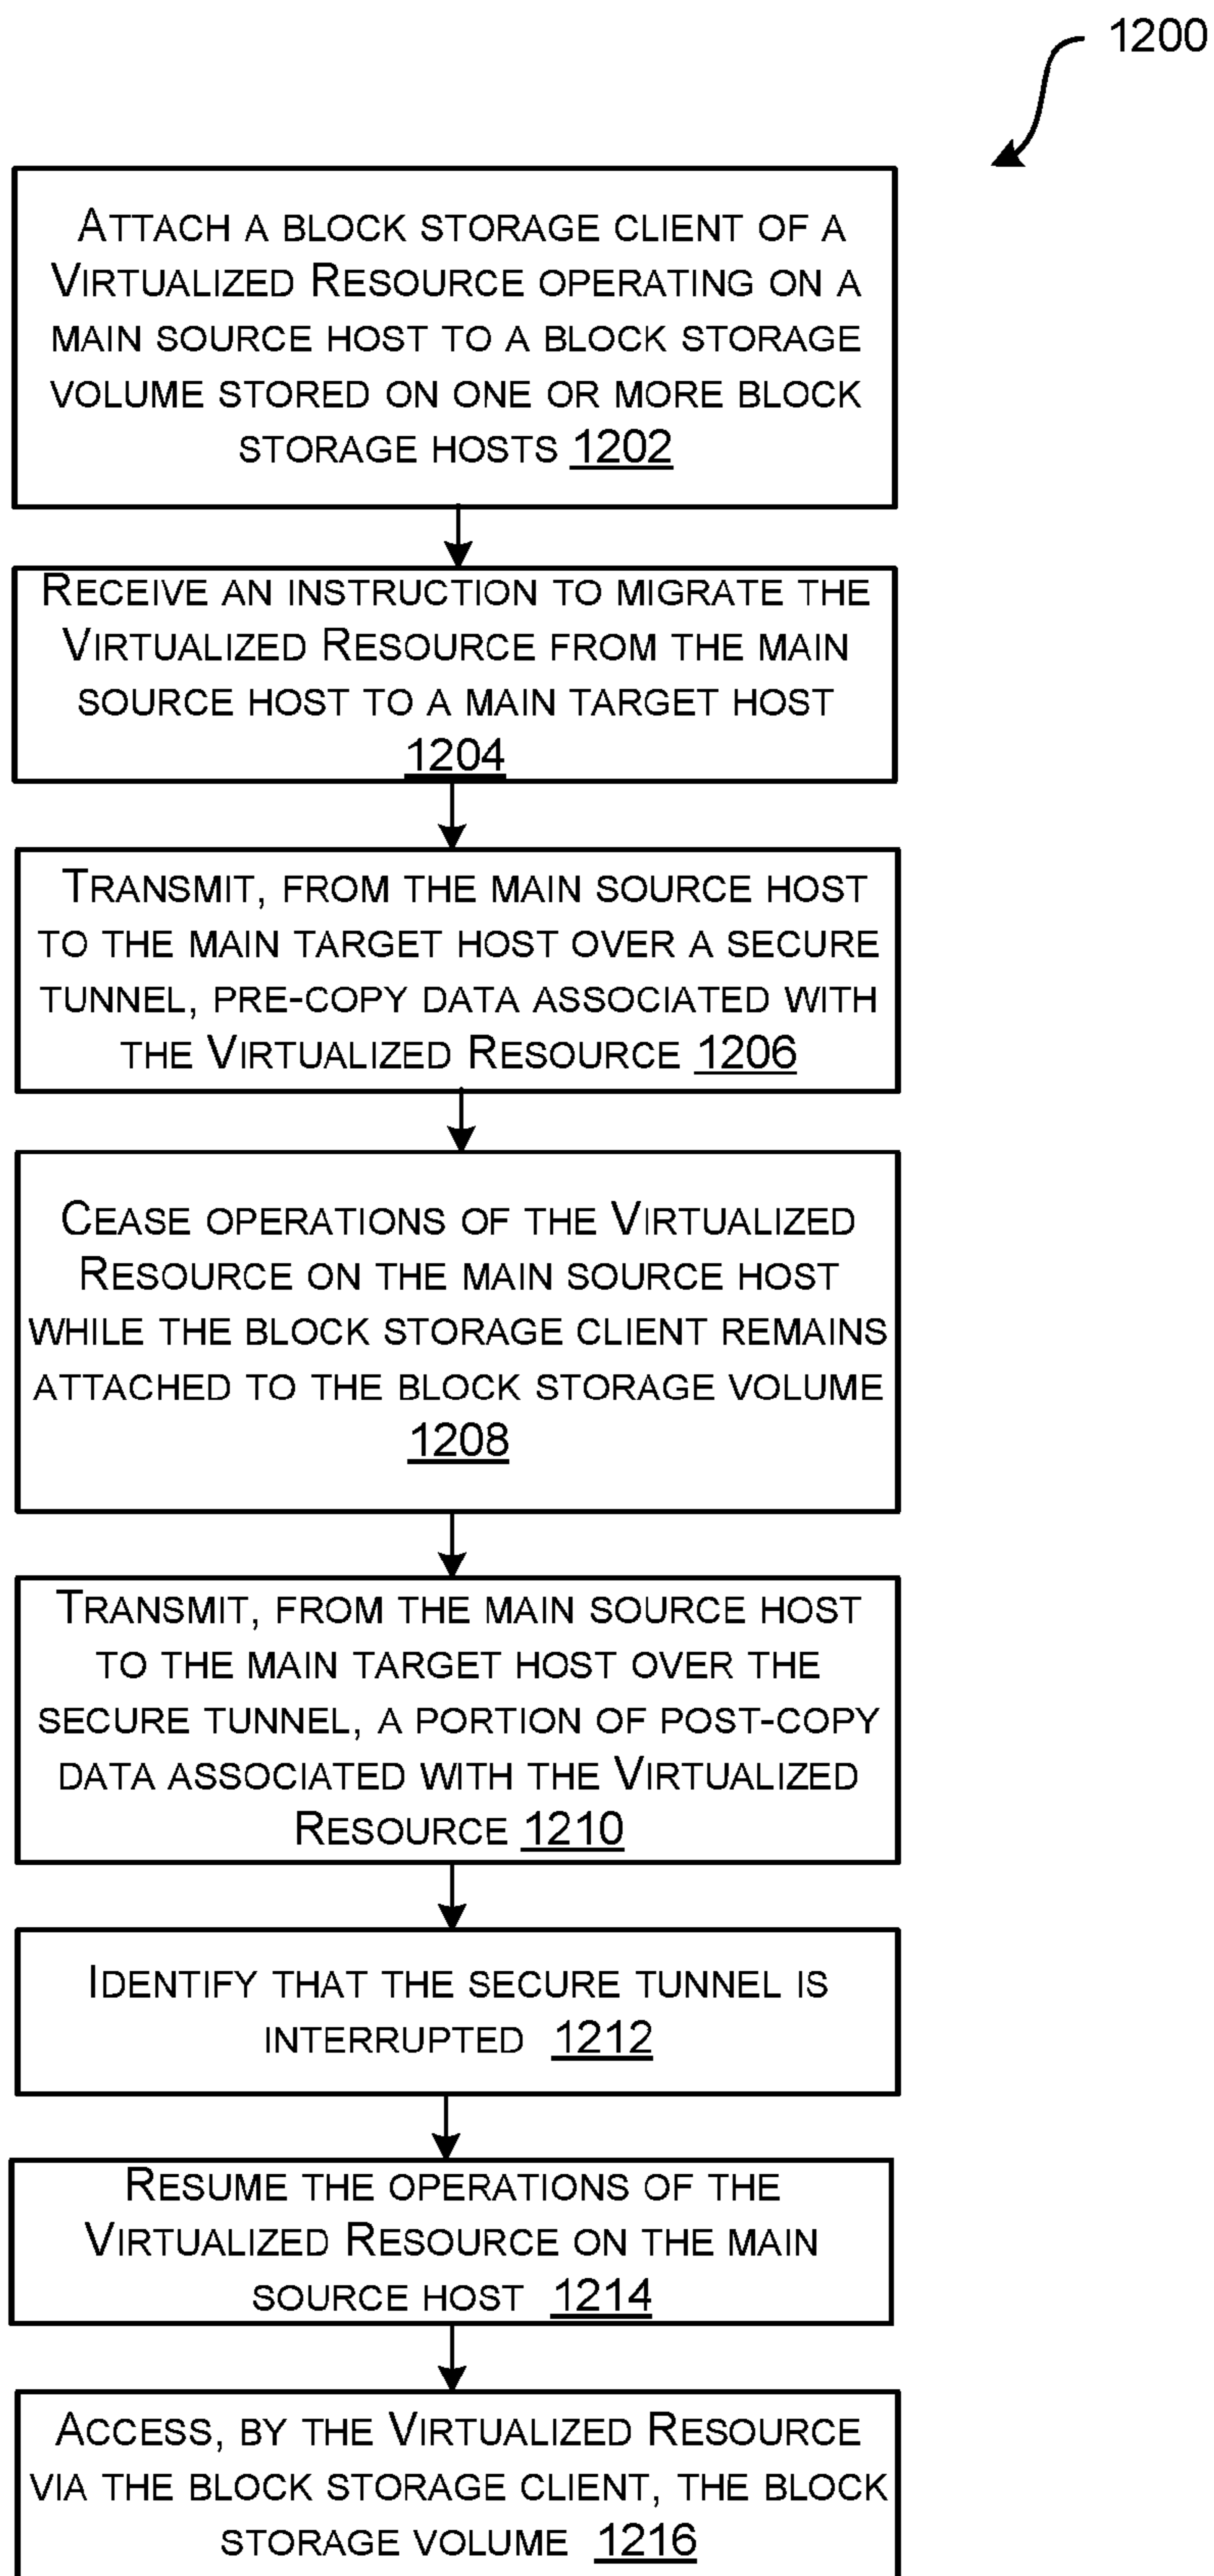 1200
ATTACH A BLOCK STORAGE CLIENT OF A
VIRTUALIZED RESOURCE OPERATING ON A
MAIN SOURCE HOST TO A BLOCK STORAGE
VOLUME STORED ON ONE OR MORE BLOCK
STORAGE HOSTS 1202
RECEIVE AN INSTRUCTION TO MIGRATE THE
VIRTUALIZED RESOURCE FROM THE MAIN
SOURCE HOST TO A MAIN TARGET HOST
1204
TRANSMIT, FROM THE MAIN SOURCE HOST
TO THE MAIN TARGET HOST OVER A SECURE
TUNNEL, PRE-COPY DATA ASSOCIATED WITH
THE VIRTUALIZED RESOURCE 1206
CEASE OPERATIONS OF THE VIRTUALIZED
RESOURCE ON THE MAIN SOURCE HOST
WHILE THE BLOCK STORAGE CLIENT REMAINS
ATTACHED TO THE BLOCK STORAGE VOLUME
1208
TRANSMIT, FROM THE MAIN SOURCE HOST
TO THE MAIN TARGET HOST OVER THE
SECURE TUNNEL, A PORTION OF POST-COPY
DATA ASSOCIATED WITH THE VIRTUALIZED
RESOURCE 1210
IDENTIFY THAT THE SECURE TUNNEL IS
INTERRUPTED 1212
RESUME THE OPERATIONS OF THE
VIRTUALIZED RESOURCE ON THE MAIN
SOURCE HOST 1214
ACCESS, BY THE VIRTUALIZED RESOURCE
VIA THE BLOCK STORAGE CLIENT, THE BLOCK
STORAGE VOLUME 1216